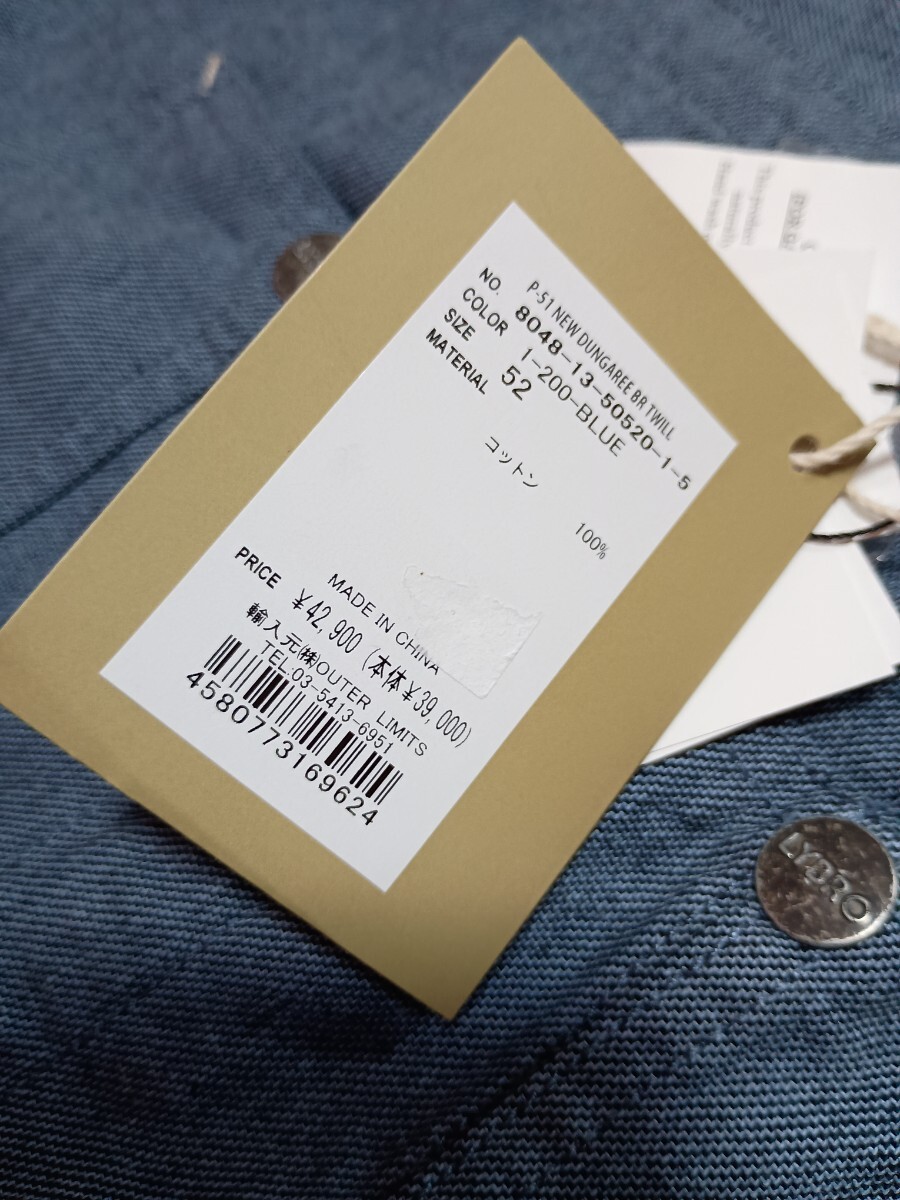 P-51 NEW DUNGAREE BR TWILL
NO. 8048-13-50520-1-5
COLOR 1-200-BLUE
SIZE 52
MATERIAL
コットン 100%
MADE IN CHINA
PRICE ¥42,900 (本体¥39,000)
輸入元㈱OUTER LIMITS
TEL.03-5413-6951
4580773169624
LYBRO